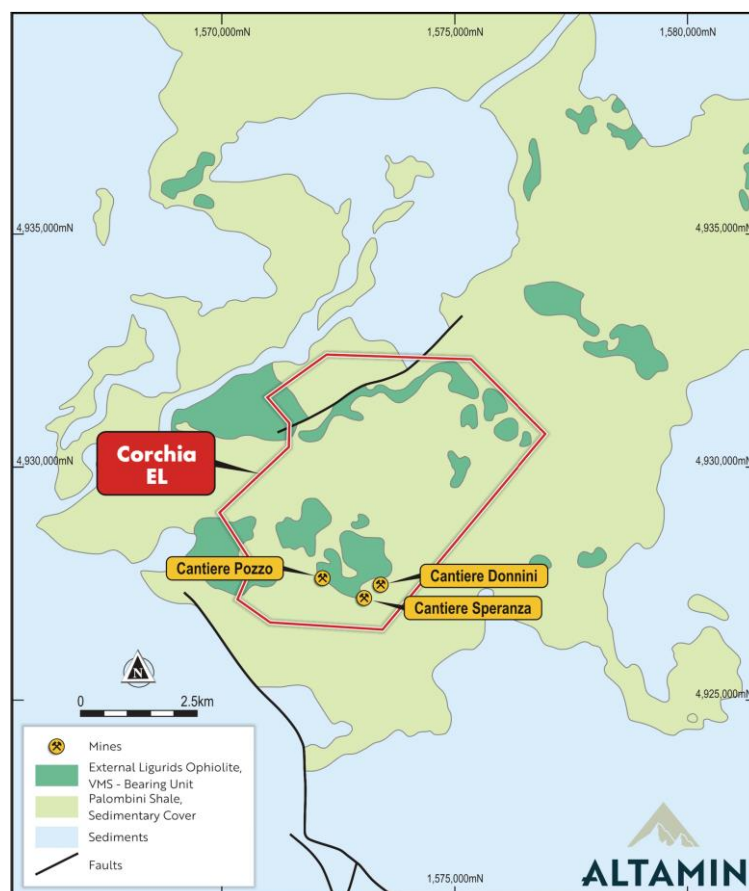 1,570,000mN
1,575,000mN
1,580,000mN
4,935,000mN
4,935,000mN
Corchia
EL
4,930,000mN
4,930,000mN
Cantiere Pozzo
Cantiere Donnini
Cantiere Speranza
N
0
2.5km
4,925,000mN
Mines
External Ligurids Ophiolite,
VMS - Bearing Unit
Palombini Shale,
Sedimentary Cover
Sediments
Faults
1,575,000mN
ALTAMIN